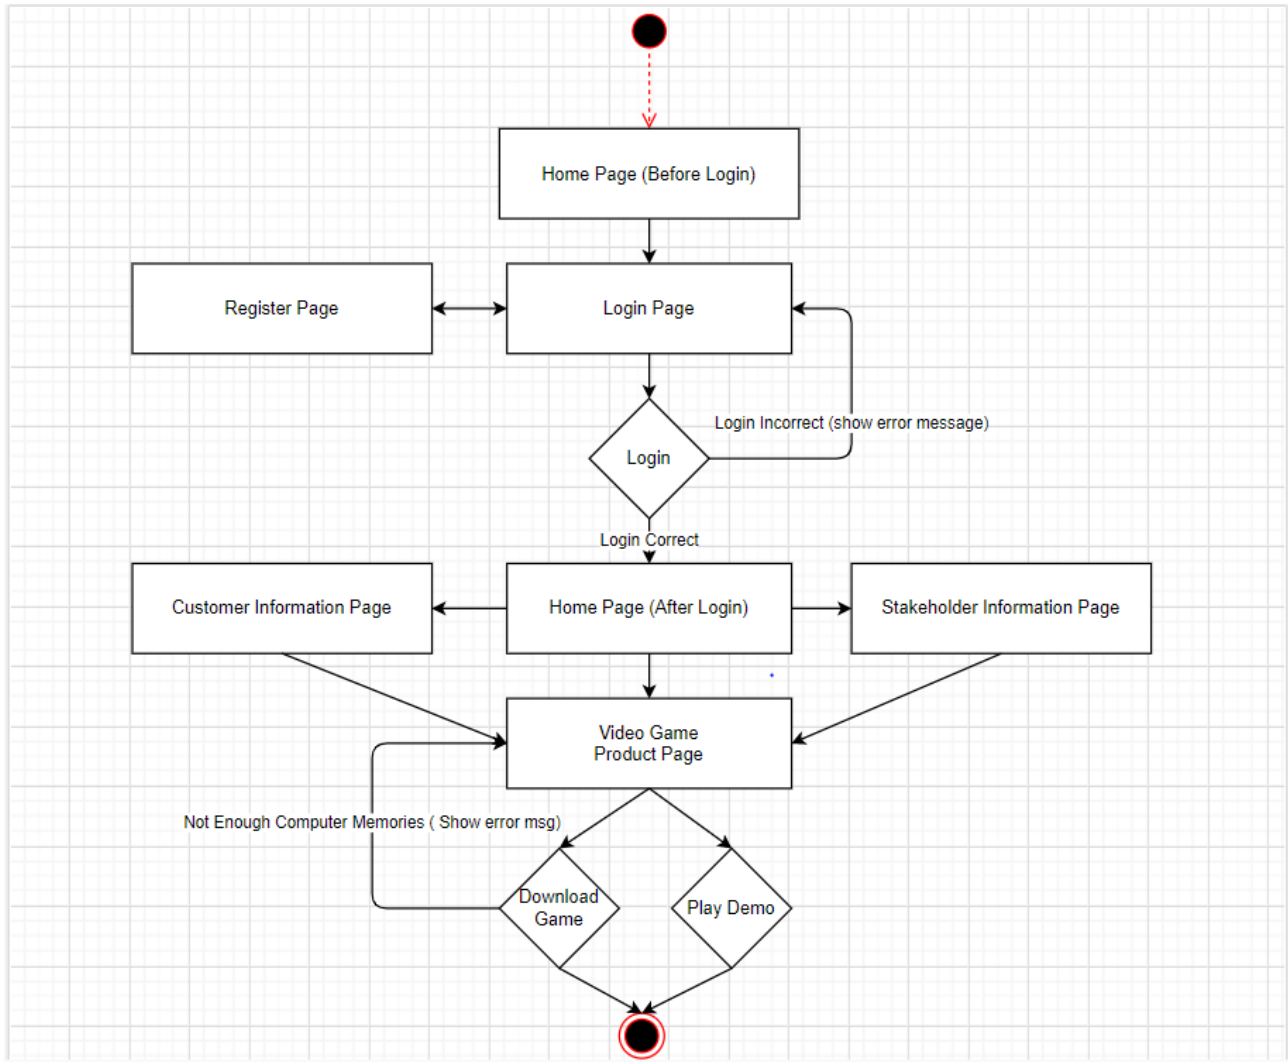 Home Page (Before Login)
Register Page
Login Page
Login Incorrect (show error message)
Login
Login Correct
Customer Information Page
Home Page (After Login)
Stakeholder Information Page
Video Game
Product Page
Not Enough Computer Memories ( Show error msg)
Download
Game
Play Demo